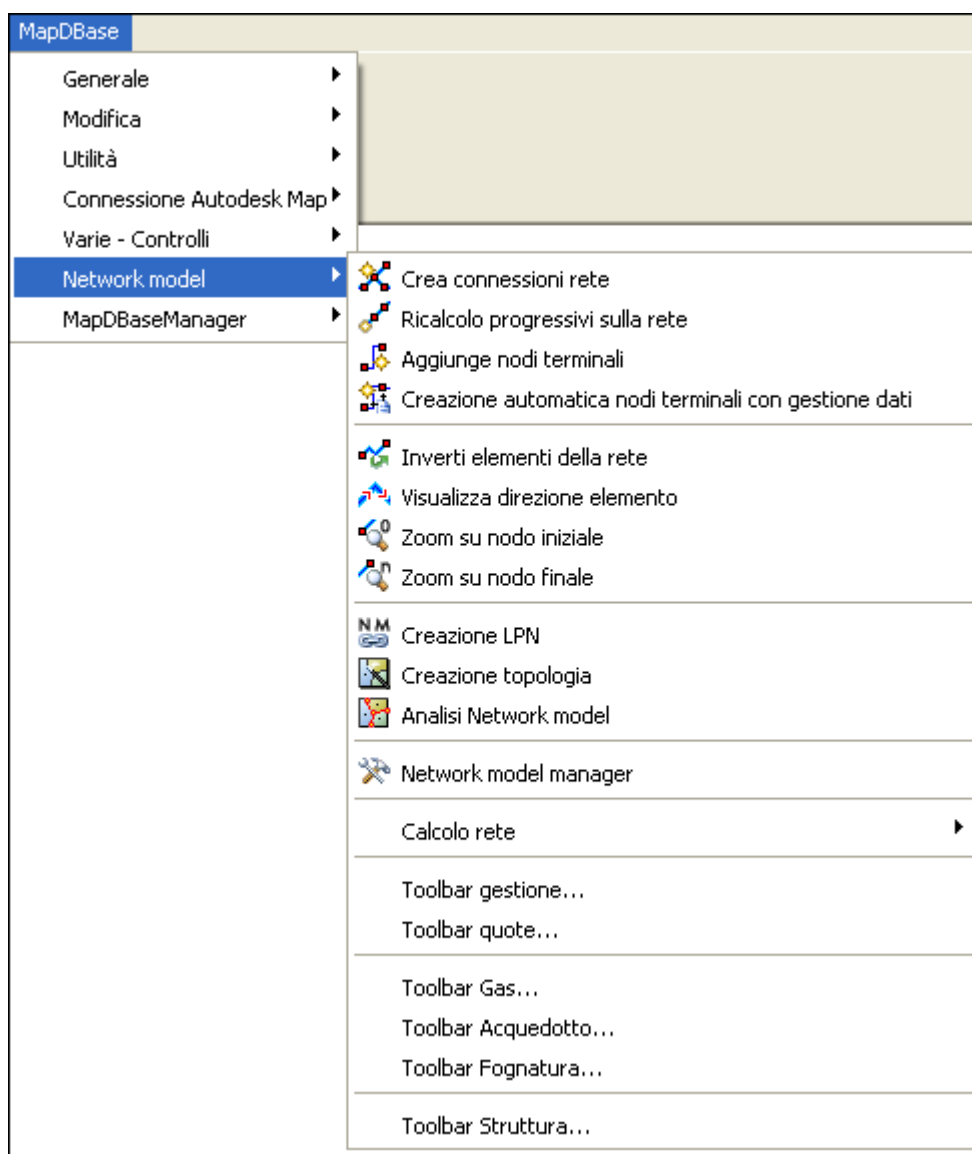 MapDBase
Generale
Modifica
Utilità
Connessione Autodesk Map
Varie - Controlli
Network model
MapDBaseManager
Crea connessioni rete
Ricalcolo progressivi sulla rete
Aggiunge nodi terminali
Creazione automatica nodi terminali con gestione dati
Inverti elementi della rete
Visualizza direzione elemento
Zoom su nodo iniziale
Zoom su nodo finale
Creazione LPN
Creazione topologia
Analisi Network model
Network model manager
Calcolo rete
Toolbar gestione...
Toolbar quote...
Toolbar Gas...
Toolbar Acquedotto...
Toolbar Fognatura...
Toolbar Struttura...